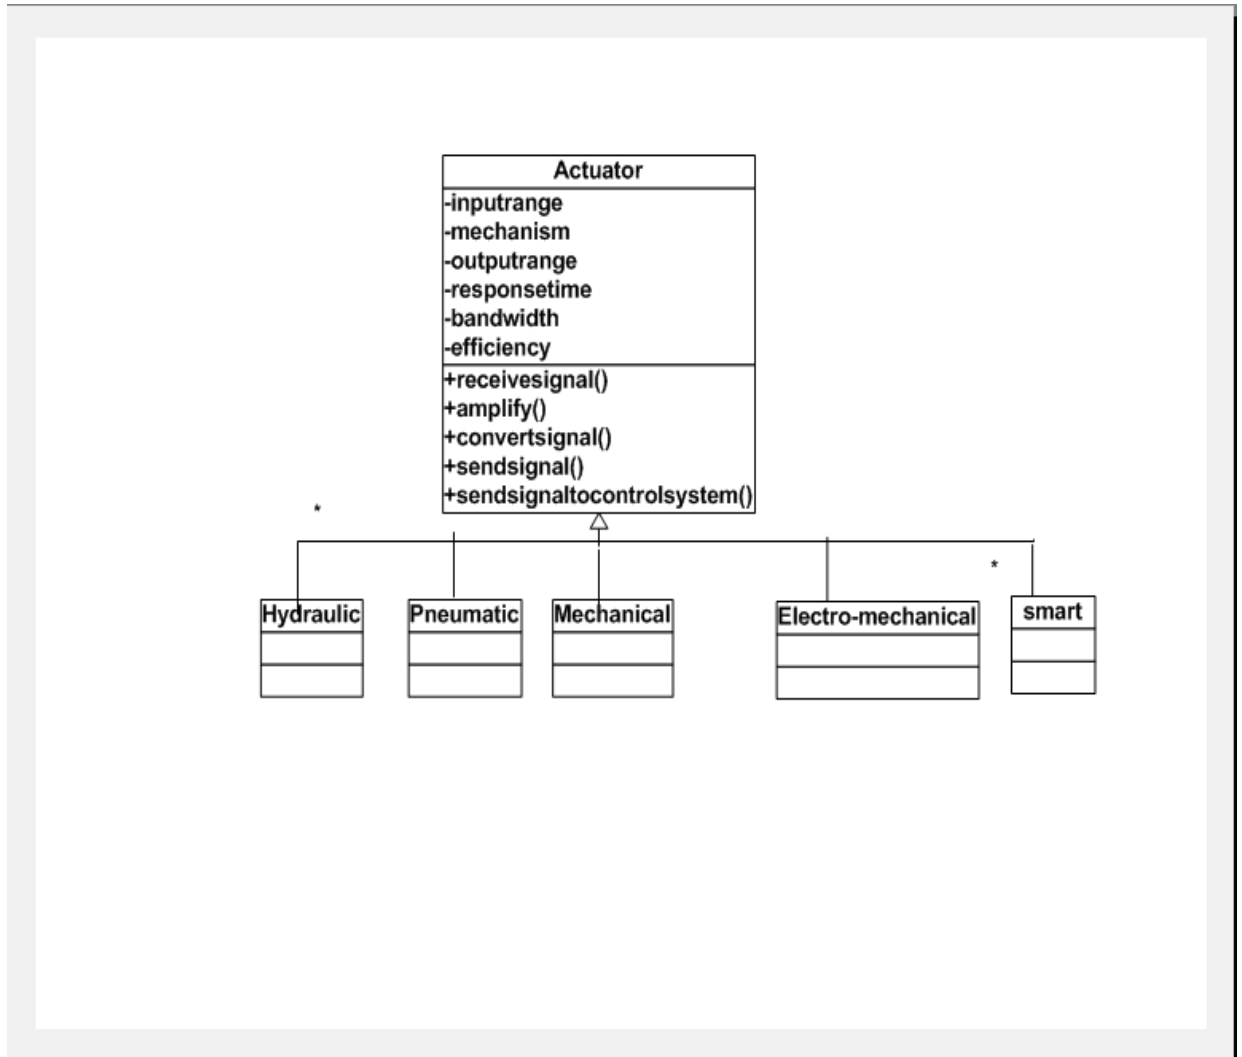 Actuator
-inputrange
-mechanism
-outputrange
-responsetime
-bandwidth
-efficiency
+receivesignal()
+amplify()
+convertsignal()
+sendsignal()
+sendsignaltocontrolsystem()
*
*
Hydraulic
Pneumatic
Mechanical
Electro-mechanical
smart